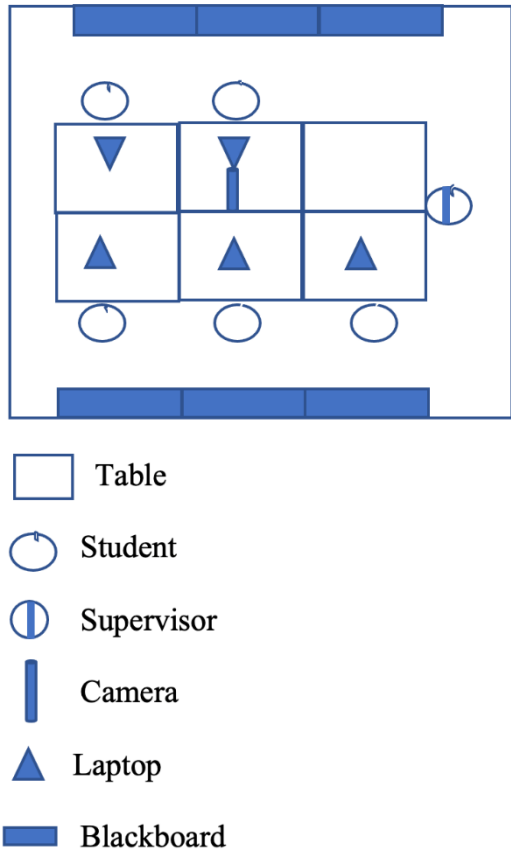 Table
Student
Supervisor
Camera
Laptop
Blackboard